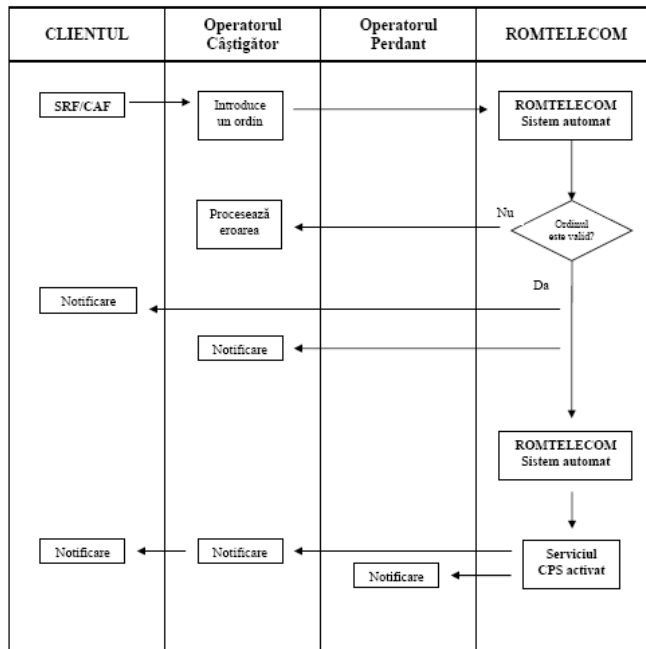 CLIENTUL
Operatorul
Câştigător
Operatorul
Perdant
ROMTELECOM
SRF/CAF
Introduce
un ordin
ROMTELECOM
Sistem automat
Procesează
eroarea
Nu
Ordinul
este valid?
Da
Notificare
Notificare
ROMTELECOM
Sistem automat
Notificare
Notificare
Serviciul
CPS activat
Notificare